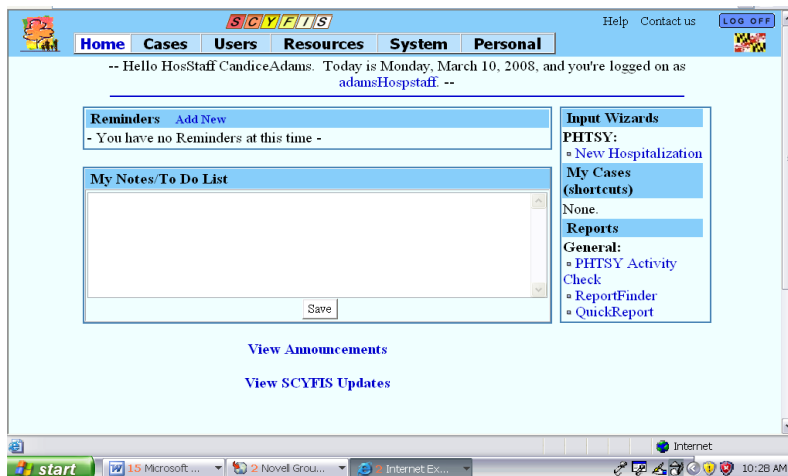 SCYFIS
Help Contact us LOG OFF
Home Cases Users Resources System Personal
-- Hello HosStaff CandiceAdams. Today is Monday, March 10, 2008, and you're logged on as
adamsHospstaff. --
Reminders Add New
- You have no Reminders at this time -
My Notes/To Do List
Save
View Announcements
View SCYFIS Updates
Input Wizards
PHTSY:
New Hospitalization
My Cases
(shortcuts)
None.
Reports
General:
PHTSY Activity
Check
ReportFinder
QuickReport
Internet
start 15 Microsoft ... 2 Novell Grou... 2 Internet Ex... 10:28 AM